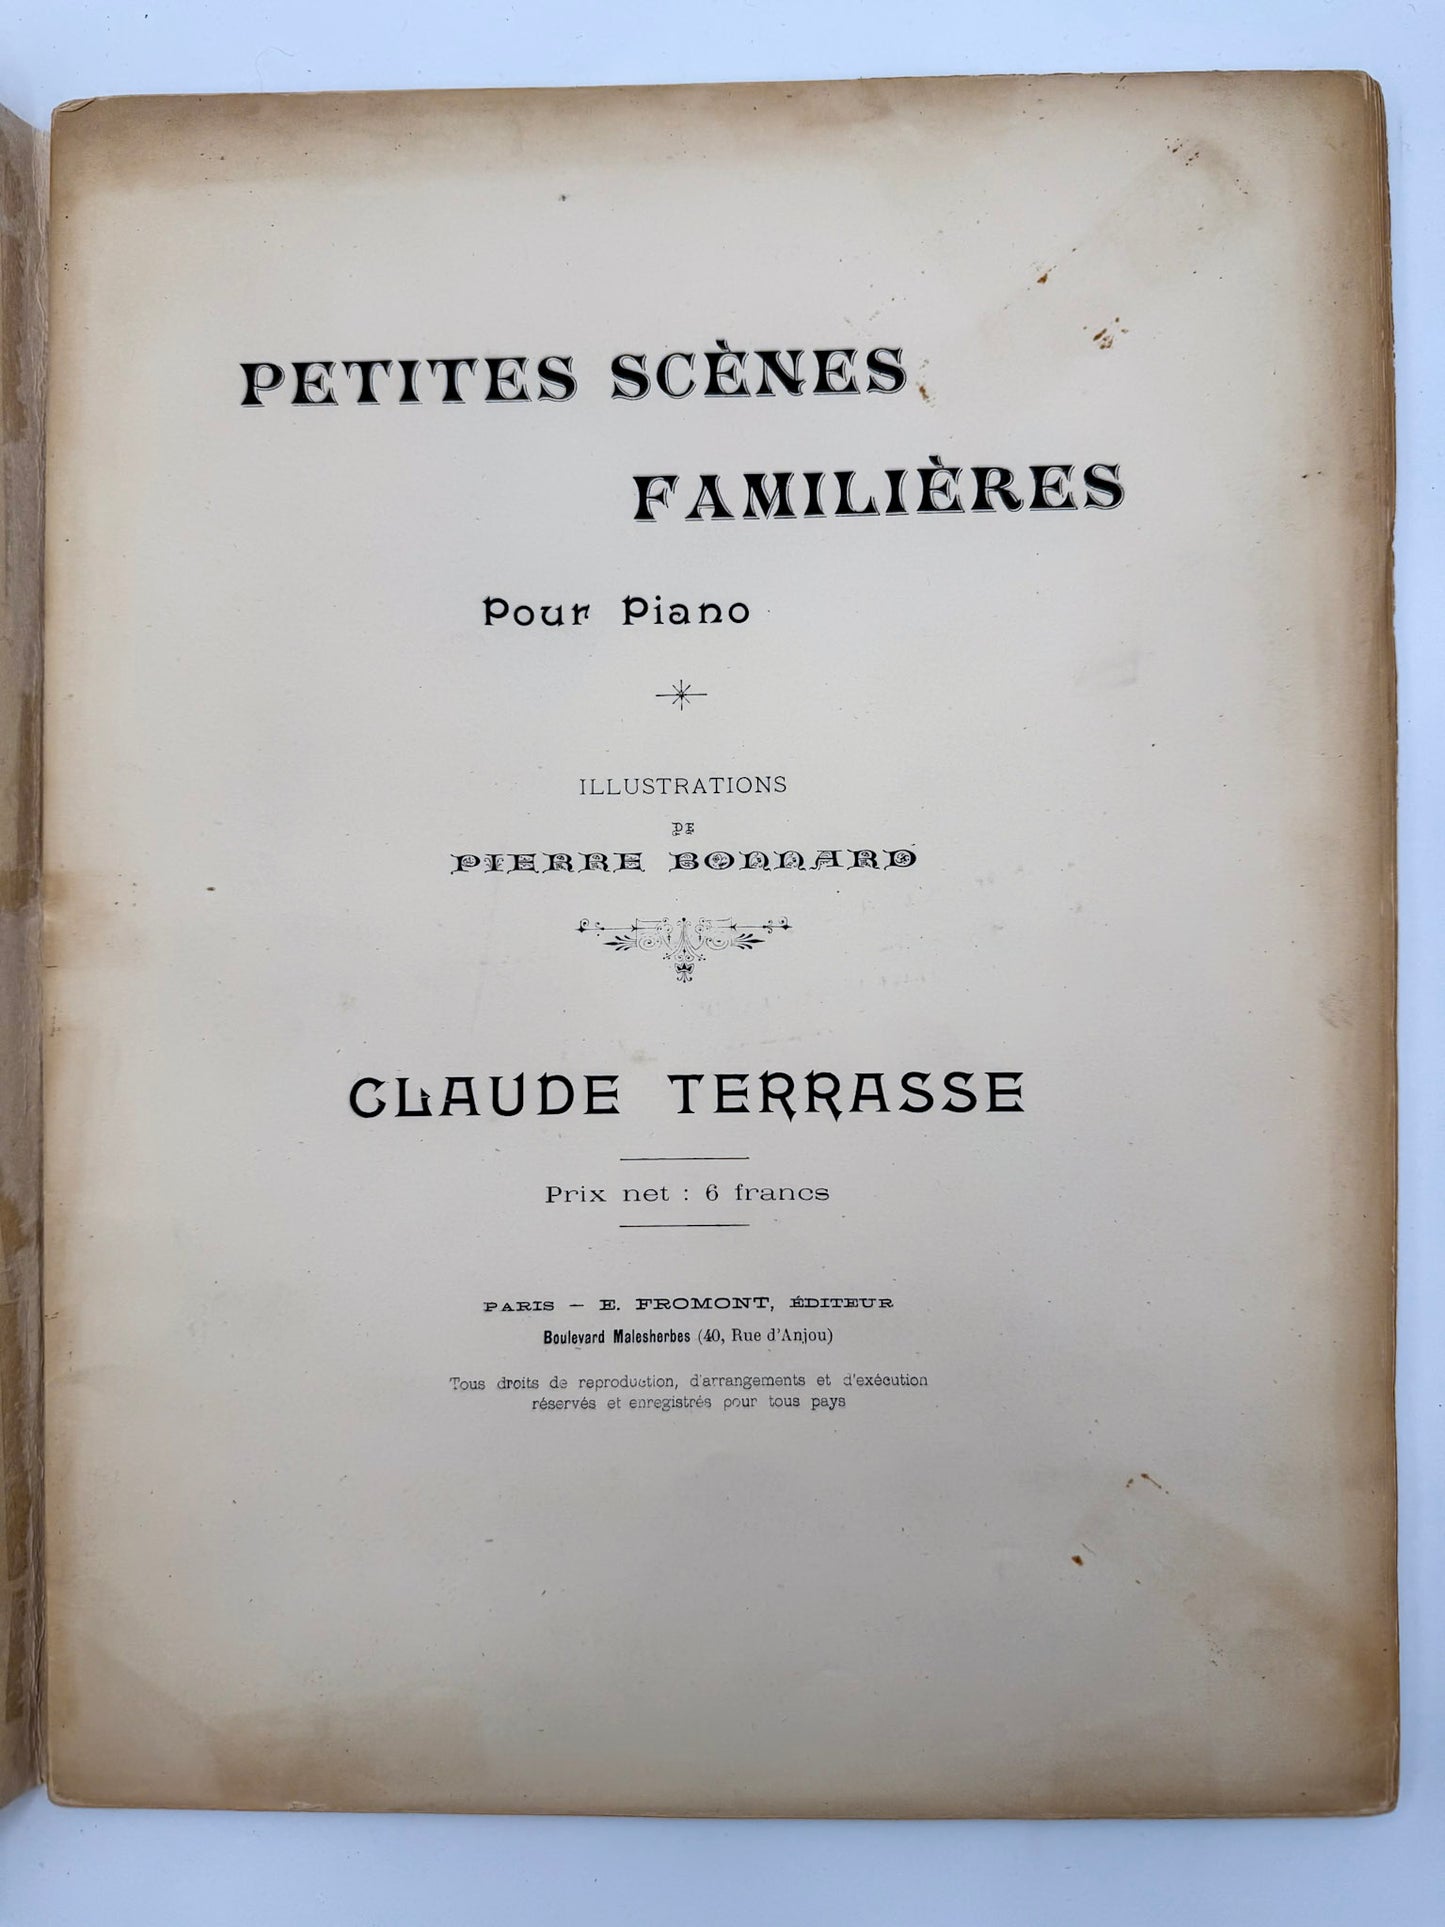 PETITES SCÈNES
FAMILIÈRES
Pour Piano
ILLUSTRATIONS
DE
PIERRE BONNARD
CLAUDE TERRASSE
Prix net : 6 francs
PARIS — E. FROMONT, ÉDITEUR
Boulevard Malesherbes (40, Rue d'Anjou)
Tous droits de reproduction, d'arrangements et d'exécution
réservés et enregistrés pour tous pays